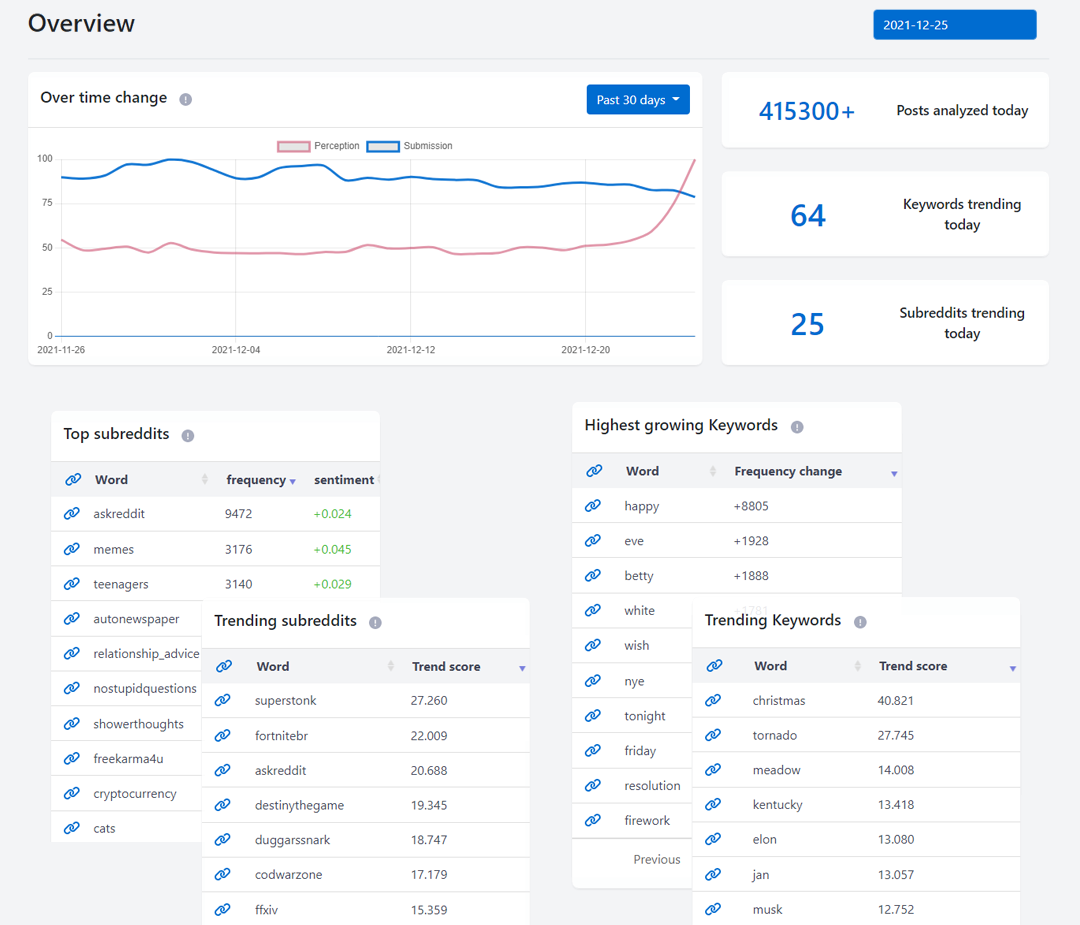 Overview
2021-12-25
Over time change
Past 30 days
Perception Submission
100
75
50
25
0
2021-11-26 2021-12-04 2021-12-12 2021-12-20
415300+ Posts analyzed today
64 Keywords trending
today
25 Subreddits trending
today
Top subreddits
Word frequency sentiment
askreddit 9472 +0.024
memes 3176 +0.045
teenagers 3140 +0.029
autonewspaper
relationship_advice
nostupidquestions
showerthoughts
freekarma4u
cryptocurrency
cats
Trending subreddits
Word Trend score
superstonk 27.260
fortnitebr 22.009
askreddit 20.688
destinythegame 19.345
duggarssnark 18.747
codwarzone 17.179
ffxiv 15.359
Highest growing Keywords
Word Frequency change
happy +8805
eve +1928
betty +1888
white +1781
wish
nye
tonight
friday
resolution
firework
Previous
Trending Keywords
Word Trend score
christmas 40.821
tornado 27.745
meadow 14.008
kentucky 13.418
elon 13.080
jan 13.057
musk 12.752